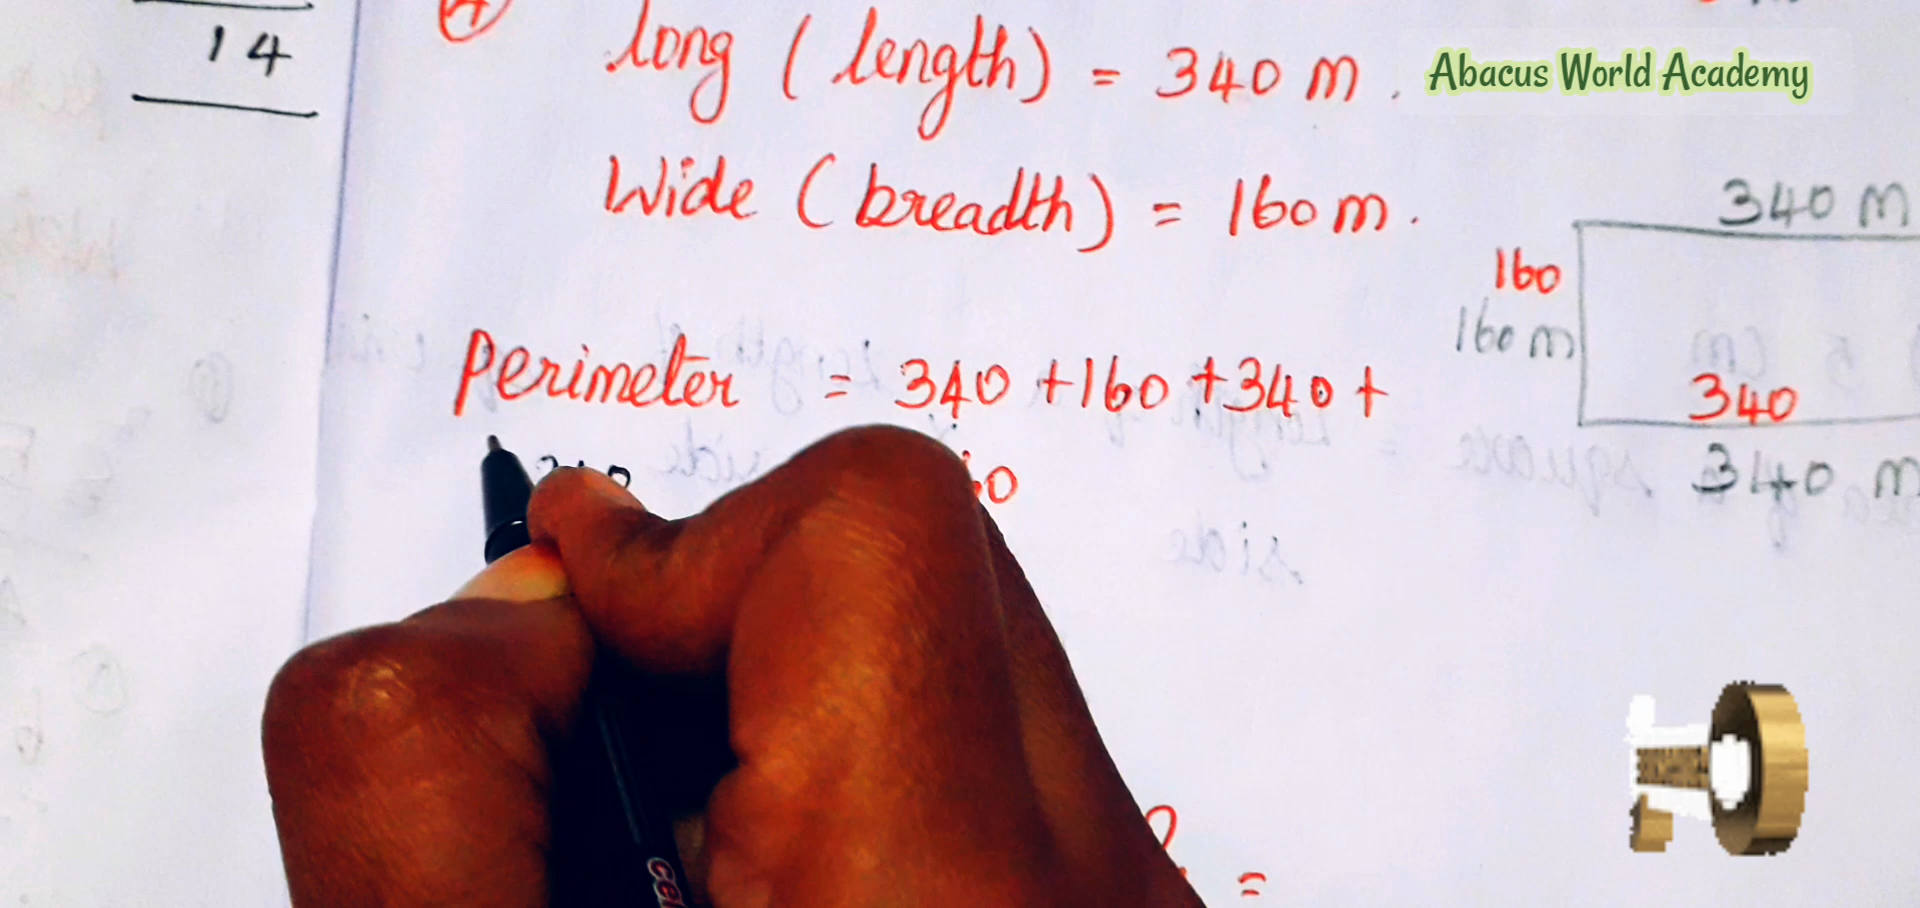 14
4
long (length) = 340 m.
Abacus World Academy
Wide (breadth) = 160 m.
340 m
160
160 m
340
340 m
Perimeter = 340 +160 +340 +
=